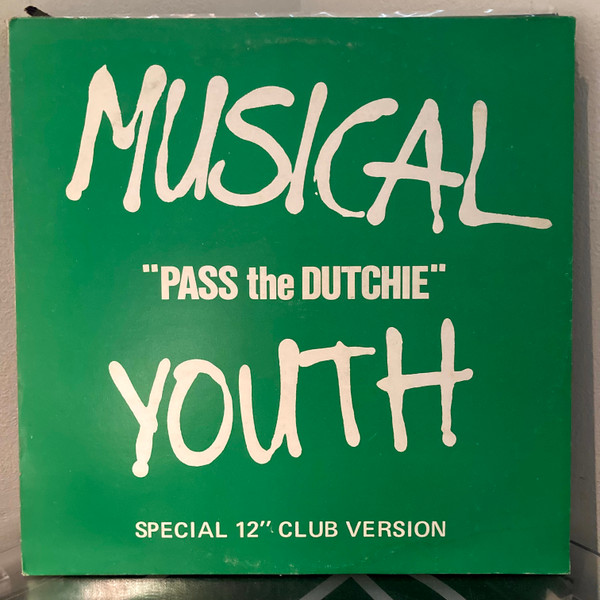 MUSICAL
"PASS the DUTCHIE"
YOUTH
SPECIAL 12" CLUB VERSION